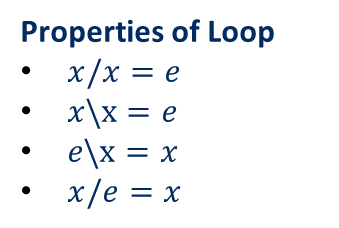 Properties of Loop
• x/x = e
• x\x = e
• e\x = x
• x/e = x